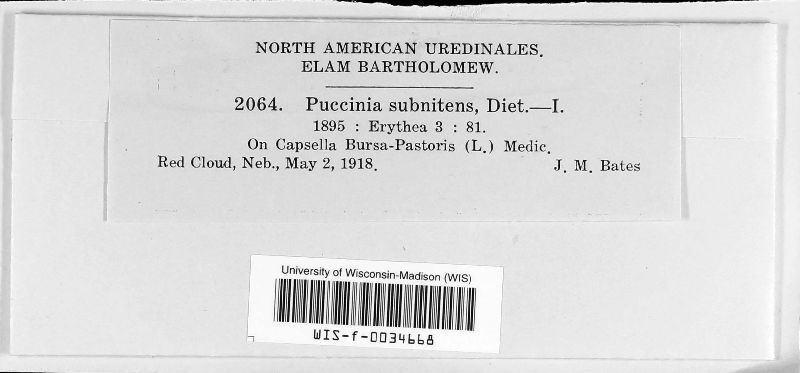 NORTH AMERICAN UREDINALES.
ELAM BARTHOLOMEW.
2064. Puccinia subnitens, Diet.—I.
1895 : Erythea 3 : 81.
On Capsella Bursa-Pastoris (L.) Medic.
Red Cloud, Neb., May 2, 1918. J. M. Bates
University of Wisconsin-Madison (WIS)
WIS-f-0034668